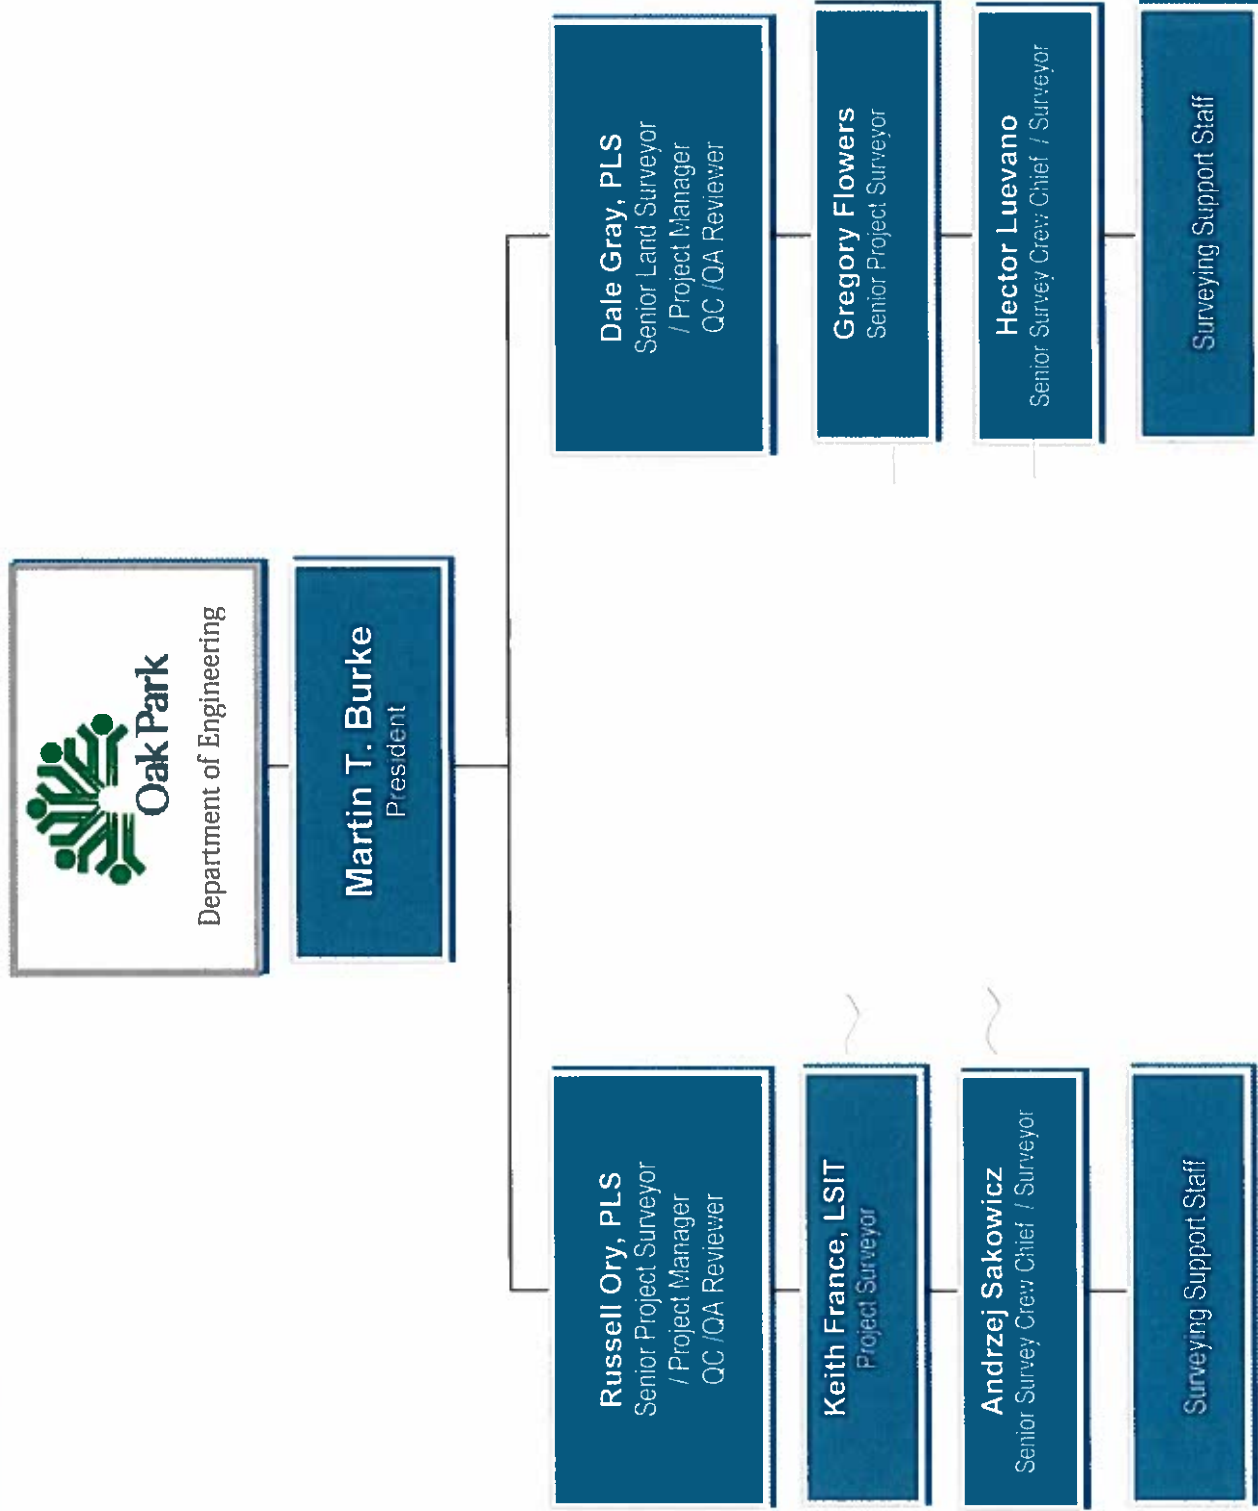 Oak Park
Department of Engineering
Martin T. Burke
President
Russell Ory, PLS
Senior Project Surveyor
/ Project Manager
QC /QA Reviewer
Keith France, LSIT
Project Surveyor
Andrzej Sakowicz
Senior Survey Crew Chief / Surveyor
Surveying Support Staff
Dale Gray, PLS
Senior Land Surveyor
/ Project Manager
QC /QA Reviewer
Gregory Flowers
Senior Project Surveyor
Hector Luevano
Senior Survey Crew Chief / Surveyor
Surveying Support Staff